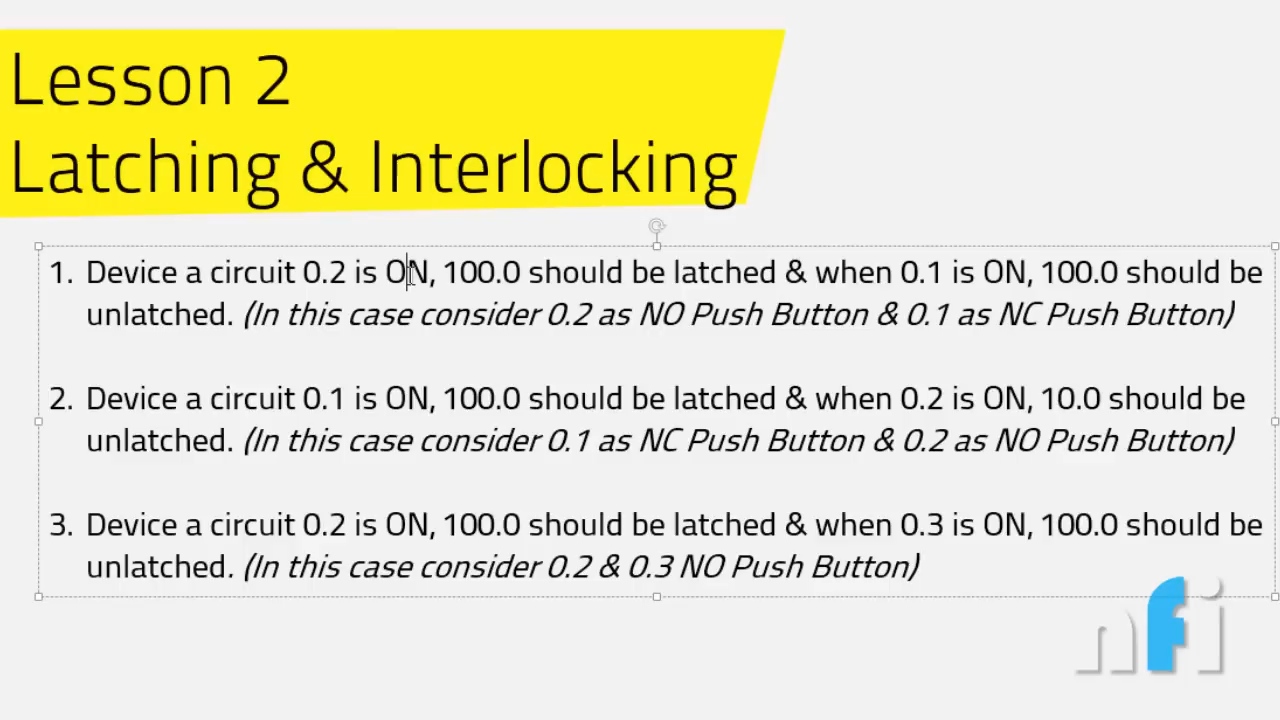 Lesson 2
Latching & Interlocking
1. Device a circuit 0.2 is ON, 100.0 should be latched & when 0.1 is ON, 100.0 should be
unlatched. (In this case consider 0.2 as NO Push Button & 0.1 as NC Push Button)
2. Device a circuit 0.1 is ON, 100.0 should be latched & when 0.2 is ON, 10.0 should be
unlatched. (In this case consider 0.1 as NC Push Button & 0.2 as NO Push Button)
3. Device a circuit 0.2 is ON, 100.0 should be latched & when 0.3 is ON, 100.0 should be
unlatched. (In this case consider 0.2 & 0.3 NO Push Button)
nfi